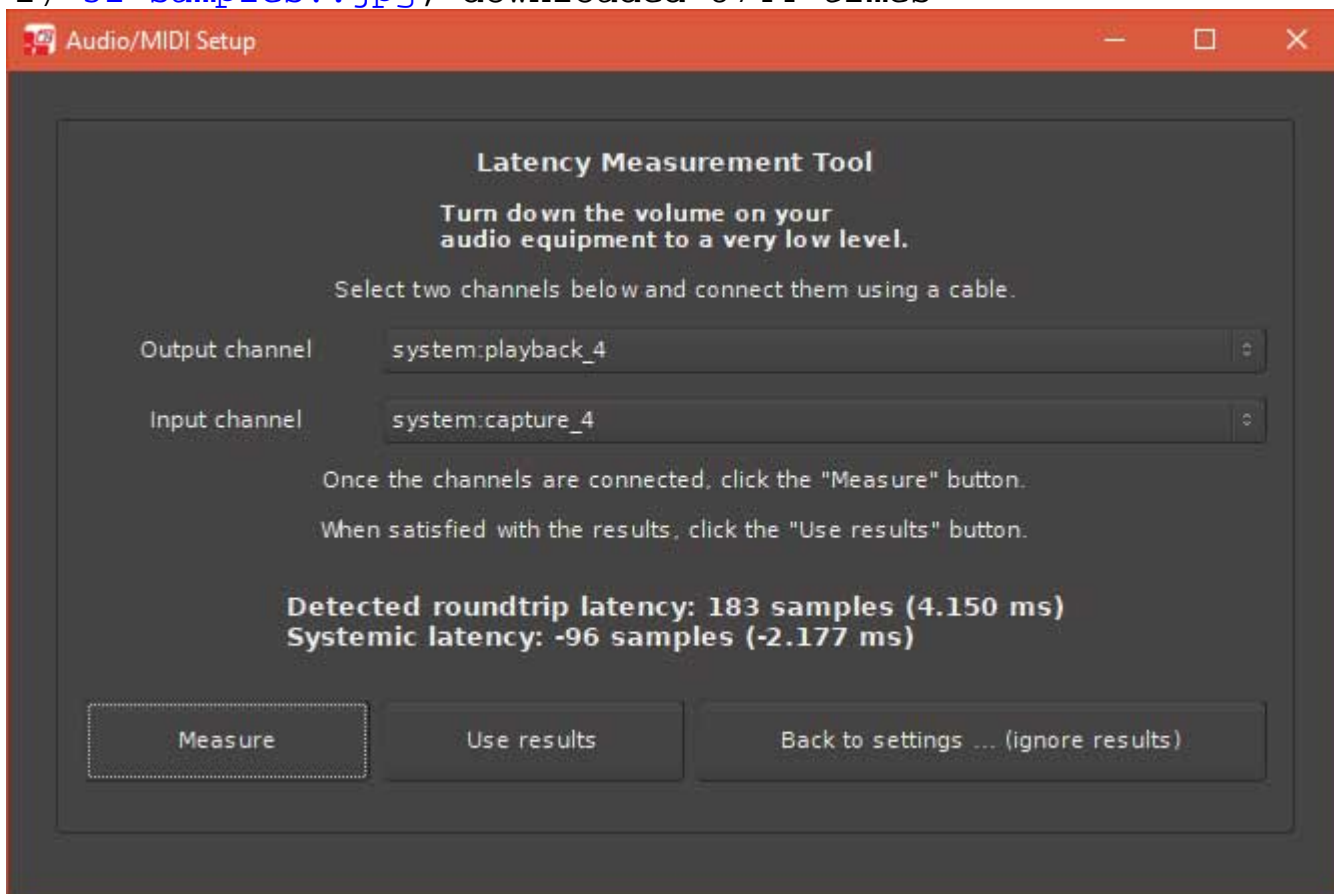 Audio/MIDI Setup
Latency Measurement Tool
Turn down the volume on your
audio equipment to a very low level.
Select two channels below and connect them using a cable.
Output channel system:playback_4
Input channel system:capture_4
Once the channels are connected, click the "Measure" button.
When satisfied with the results, click the "Use results" button.
Detected roundtrip latency: 183 samples (4.150 ms)
Systemic latency: -96 samples (-2.177 ms)
Measure Use results Back to settings ... (ignore results)